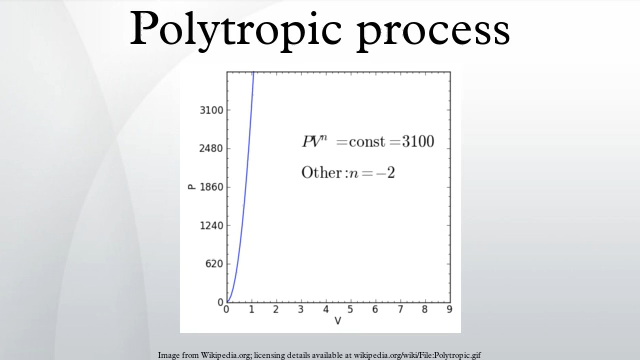 Polytropic process
3100
PVⁿ =const=3100
2480
Other:n=−2
1860
P
1240
620
0
0 1 2 3 4 5 6 7 8 9
V
Image from Wikipedia.org; licensing details available at wikipedia.org/wiki/File:Polytropic.gif